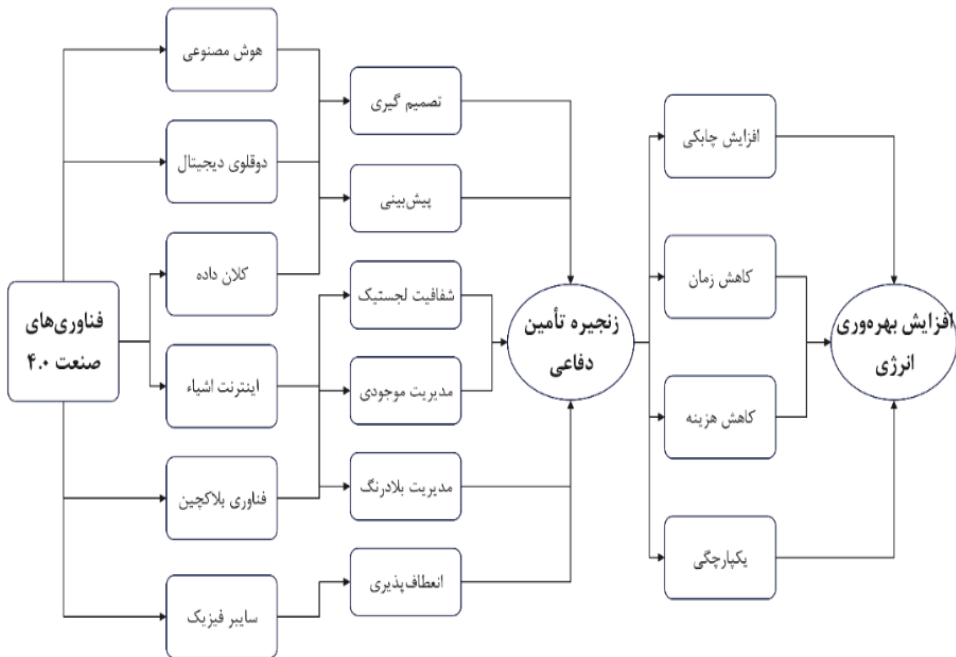 فناوری‌های
صنعت ۴.۰
هوش مصنوعی
دوقلوی دیجیتال
کلان داده
اینترنت اشیاء
فناوری بلاکچین
سایبر فیزیک
تصمیم گیری
پیش‌بینی
شفافیت لجستیک
مدیریت موجودی
مدیریت بلادرنگ
انعطاف‌پذیری
زنجیره تأمین
دفاعی
افزایش چابکی
کاهش زمان
کاهش هزینه
یکپارچگی
افزایش بهره‌وری
انرژی